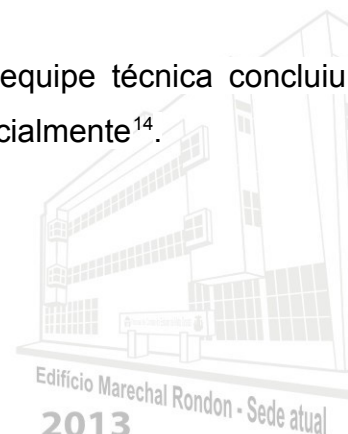 equipe técnica concluiu
cialmente¹⁴.
Edifício Marechal Rondon - Sede atual
2013